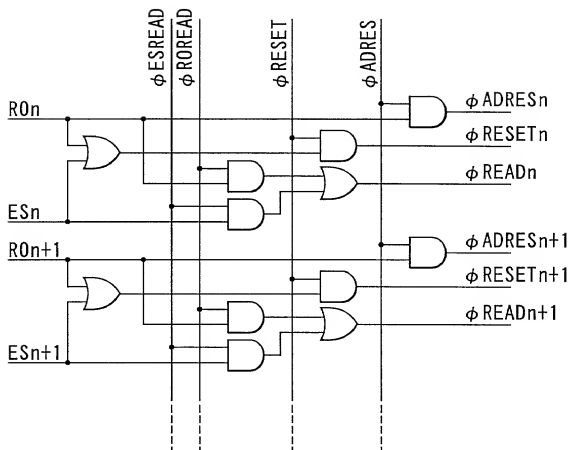 φESREAD
φROREAD
φRESET
φADRES
ROn
φADRESn
φRESETn
φREADn
ESn
ROn+1
φADRESn+1
φRESETn+1
φREADn+1
ESn+1